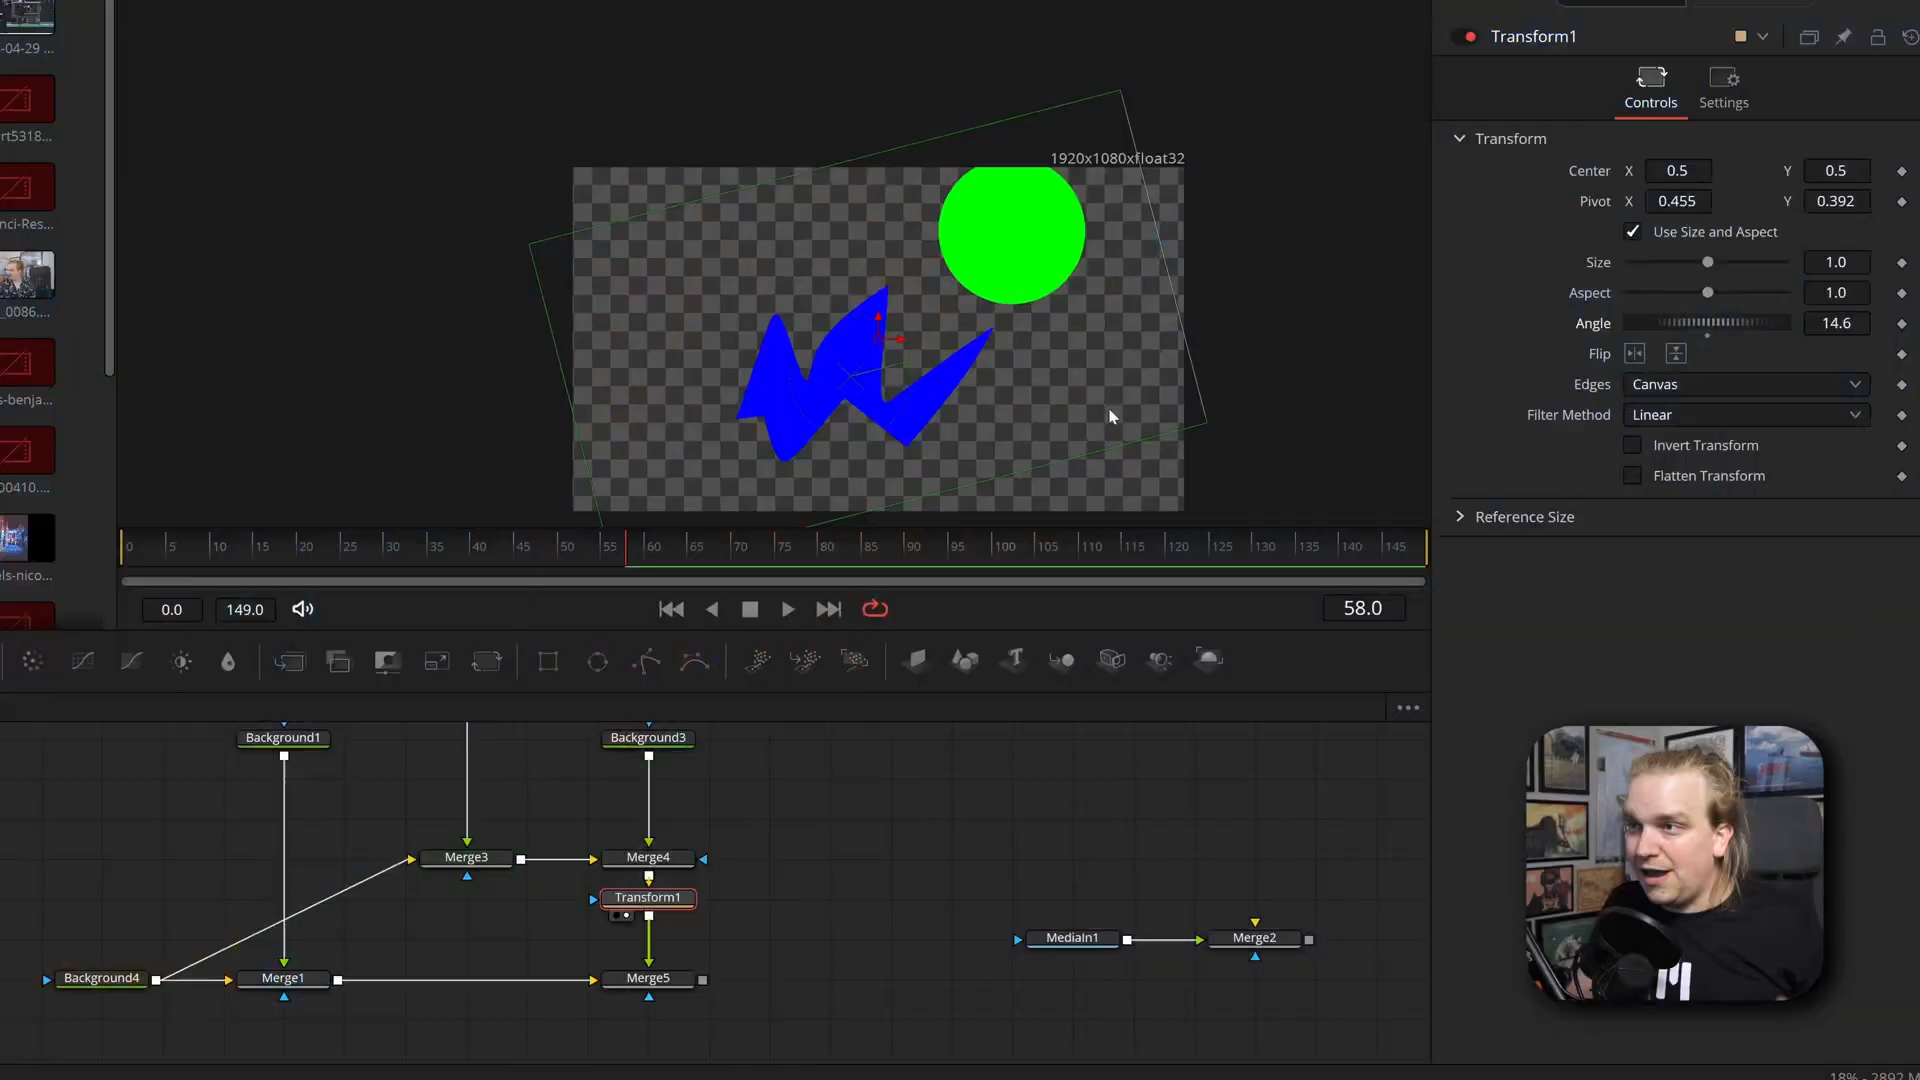 -04-29 ...
rt5318...
nci-Res...
_0086....
s-benja...
00410....
els-nico...
1920x1080xfloat32
0 5 10 15 20 25 30 35 40 45 50 55 60 65 70 75 80 85 90 95 100 105 110 115 120 125 130 135 140 145
0.0 149.0 58.0
Background1 Background3
Merge3 Merge4
Transform1
MediaIn1 Merge2
Background4 Merge1 Merge5
Transform1
Controls Settings
Transform
Center X 0.5 Y 0.5
Pivot X 0.455 Y 0.392
Use Size and Aspect
Size 1.0
Aspect 1.0
Angle 14.6
Flip
Edges Canvas
Filter Method Linear
Invert Transform
Flatten Transform
Reference Size
18% - 2892 M